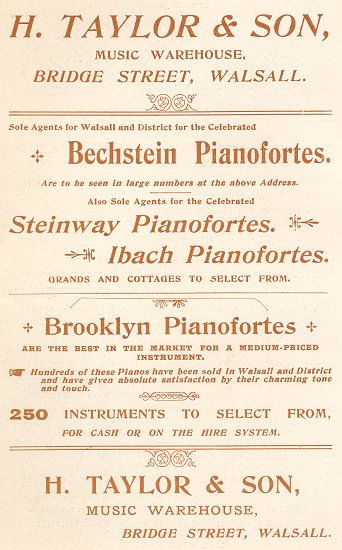 H. TAYLOR & SON,
MUSIC WAREHOUSE,
BRIDGE STREET, WALSALL.
Sole Agents for Walsall and District for the Celebrated
Bechstein Pianofortes.
Are to be seen in large numbers at the above Address.
Also Sole Agents for the Celebrated
Steinway Pianofortes.
Ibach Pianofortes.
GRANDS AND COTTAGES TO SELECT FROM.
Brooklyn Pianofortes
ARE THE BEST IN THE MARKET FOR A MEDIUM-PRICED
INSTRUMENT.
Hundreds of these Pianos have been sold in Walsall and District
and have given absolute satisfaction by their charming tone
and touch.
250 INSTRUMENTS TO SELECT FROM,
FOR CASH OR ON THE HIRE SYSTEM.
H. TAYLOR & SON,
MUSIC WAREHOUSE,
BRIDGE STREET, WALSALL.